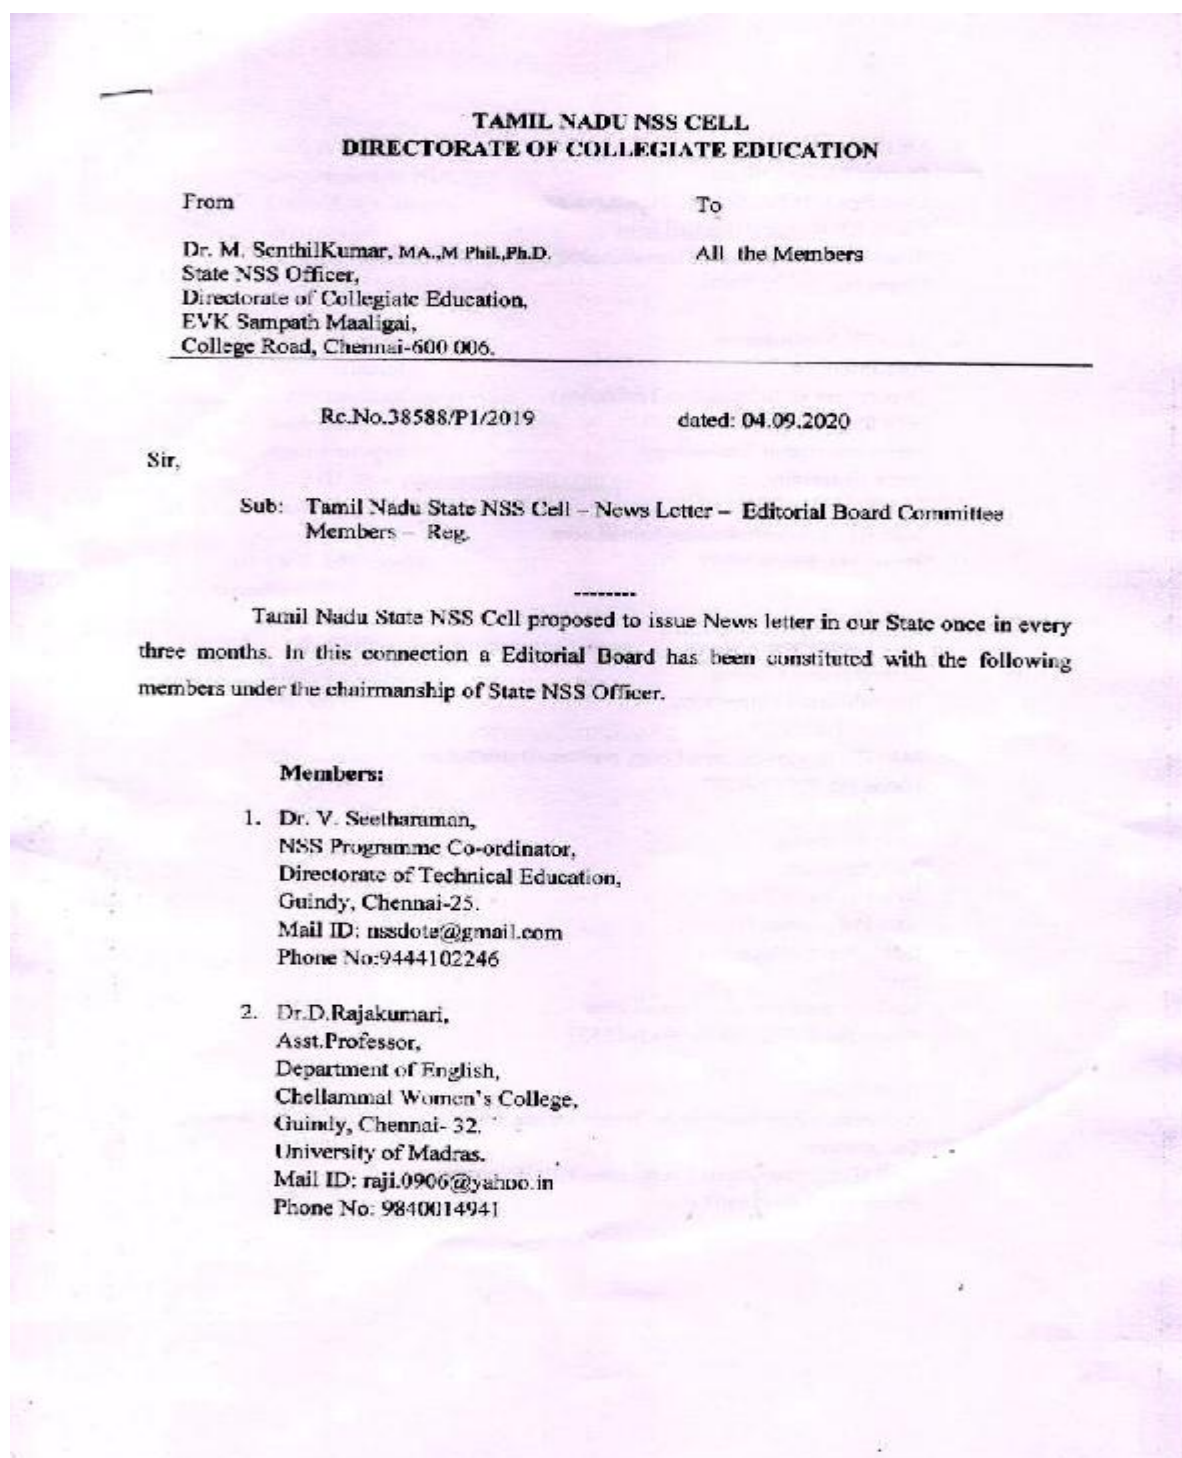 TAMIL NADU NSS CELL
DIRECTORATE OF COLLEGIATE EDUCATION
From
To
Dr. M. SenthilKumar, MA.,M Phil.,Ph.D.
All the Members
State NSS Officer,
Directorate of Collegiate Education,
EVK Sampath Maaligai,
College Road, Chennai-600 006.
Rc.No.38588/P1/2019 dated: 04.09.2020
Sir,
Sub: Tamil Nadu State NSS Cell – News Letter – Editorial Board Committee
Members – Reg.
--------
Tamil Nadu State NSS Cell proposed to issue News letter in our State once in every
three months. In this connection a Editorial Board has been constituted with the following
members under the chairmanship of State NSS Officer.
Members:
1. Dr. V. Seetharaman,
NSS Programme Co-ordinator,
Directorate of Technical Education,
Guindy, Chennai-25.
Mail ID: nssdote@gmail.com
Phone No:9444102246
2. Dr.D.Rajakumari,
Asst.Professor,
Department of English,
Chellammal Women's College,
Guindy, Chennai- 32.
University of Madras.
Mail ID: raji.0906@yahoo.in
Phone No: 9840014941